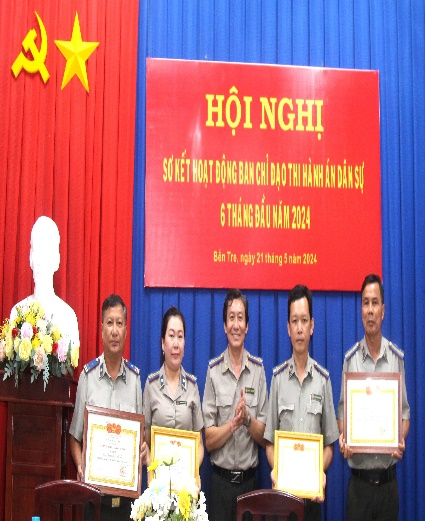 HỘI NGHỊ
SƠ KẾT HOẠT ĐỘNG BAN CHỈ ĐẠO THI HÀNH ÁN DÂN SỰ
6 THÁNG ĐẦU NĂM 2024
Bến Tre, ngày 21 tháng 5 năm 2024